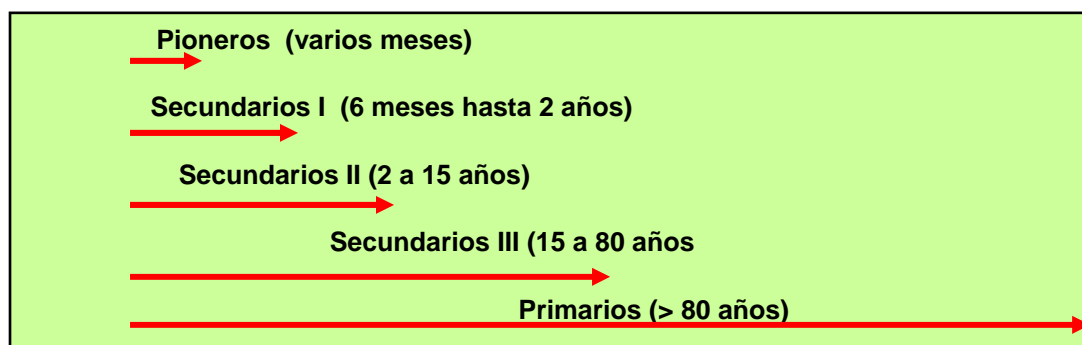 Pioneros (varios meses)
Secundarios I (6 meses hasta 2 años)
Secundarios II (2 a 15 años)
Secundarios III (15 a 80 años
Primarios (> 80 años)